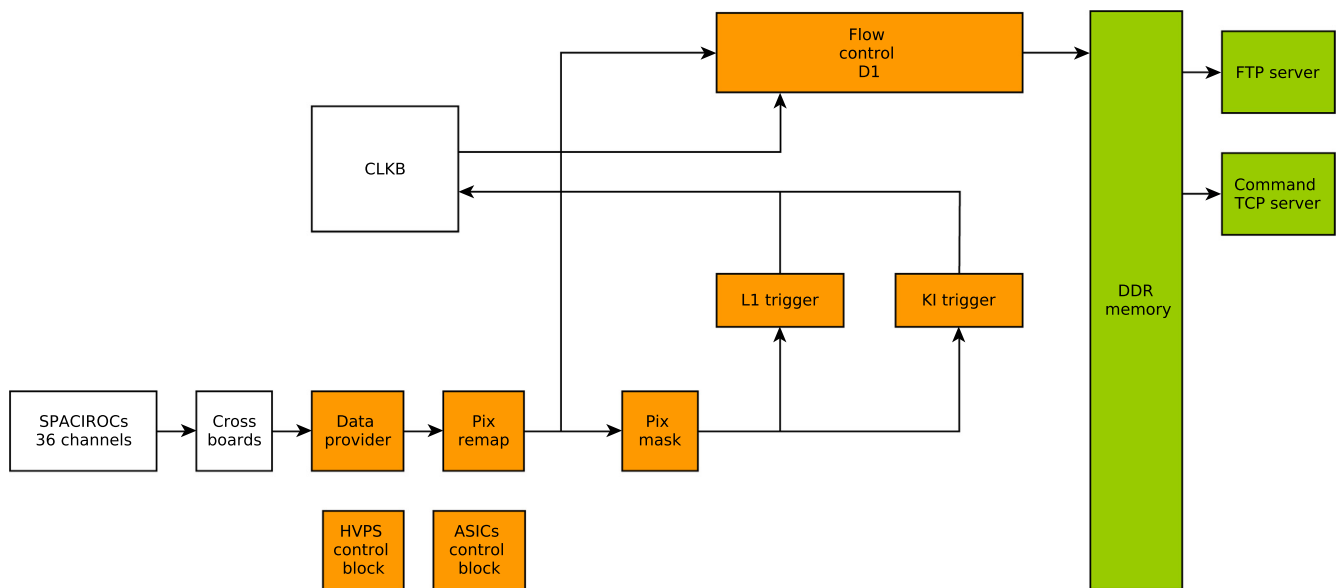 Flow
control
D1
FTP server
CLKB
Command
TCP server
L1 trigger
KI trigger
DDR
memory
SPACIROCs
36 channels
Cross
boards
Data
provider
Pix
remap
Pix
mask
HVPS
control
block
ASICs
control
block